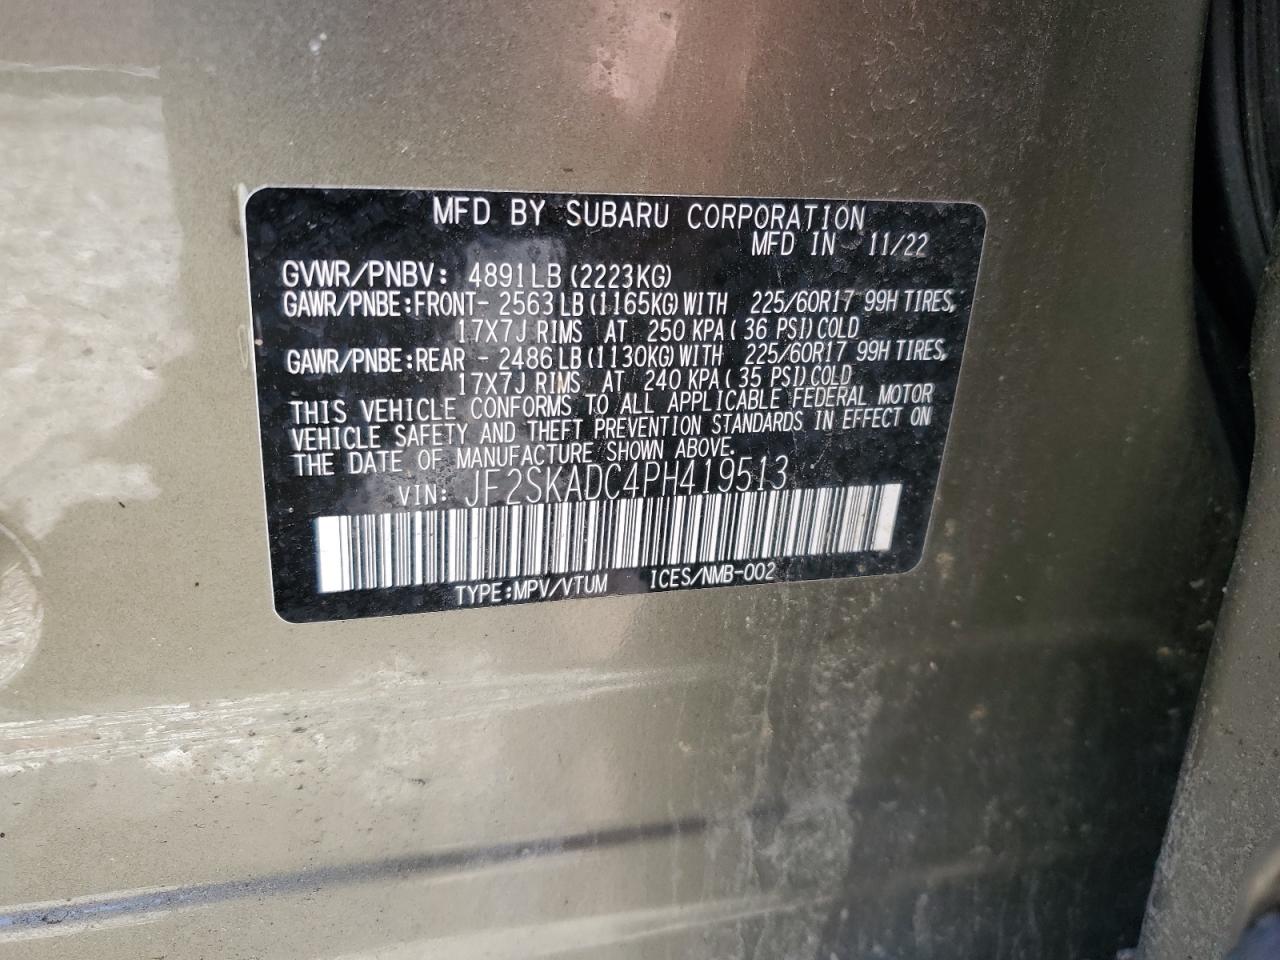 MFD BY SUBARU CORPORATION
MFD IN 11/22
GVWR/PNBV: 4891LB (2223KG)
GAWR/PNBE:FRONT- 2563LB (1165KG) WITH 225/60R17 99H TIRES,
17X7J RIMS AT 250 KPA ( 36 PSI) COLD
GAWR/PNBE:REAR - 2486LB (1130KG) WITH 225/60R17 99H TIRES,
17X7J RIMS AT 240 KPA ( 35 PSI) COLD
THIS VEHICLE CONFORMS TO ALL APPLICABLE FEDERAL MOTOR
VEHICLE SAFETY AND THEFT PREVENTION STANDARDS IN EFFECT ON
THE DATE OF MANUFACTURE SHOWN ABOVE.
VIN: JF2SKADC4PH419513
TYPE:MPV/VTUM ICES/NMB-002